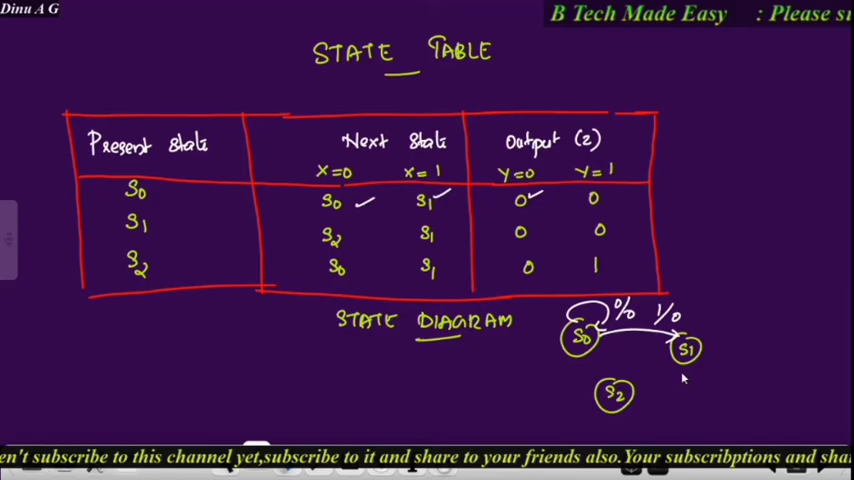 Dinu A G
B Tech Made Easy : Please su
STATE TABLE
Present State Next State Output (Z)
X=0 X=1 Y=0 Y=1
S0 S0 S1 0 0
S1 S2 S1 0 0
S2 S0 S1 0 1
STATE DIAGRAM
0/0 1/0
S0 S1
S2
en't subscribe to this channel yet,subscribe to it and share to your friends also.Your subscribptions and sha